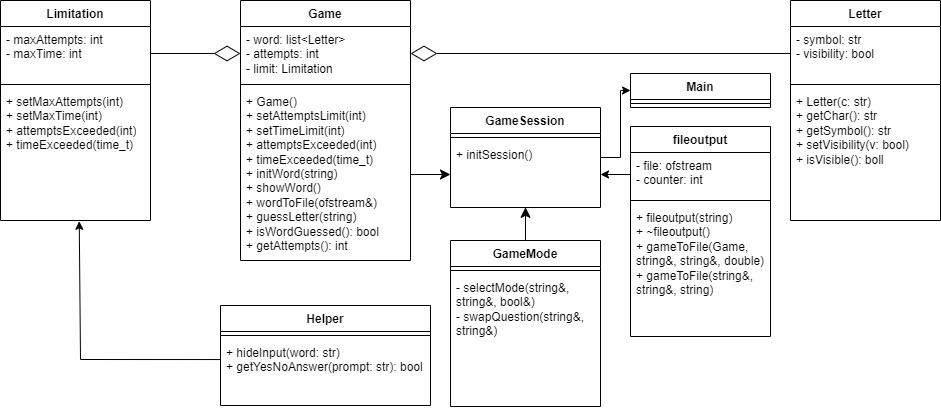 Limitation
- maxAttempts: int
- maxTime: int
+ setMaxAttempts(int)
+ setMaxTime(int)
+ attemptsExceeded(int)
+ timeExceeded(time_t)
Game
- word: list<Letter>
- attempts: int
- limit: Limitation
+ Game()
+ setAttemptsLimit(int)
+ setTimeLimit(int)
+ attemptsExceeded(int)
+ timeExceeded(time_t)
+ initWord(string)
+ showWord()
+ wordToFile(ofstream&)
+ guessLetter(string)
+ isWordGuessed(): bool
+ getAttempts(): int
Letter
- symbol: str
- visibility: bool
+ Letter(c: str)
+ getChar(): str
+ getSymbol(): str
+ setVisibility(v: bool)
+ isVisible(): boll
Main
GameSession
+ initSession()
fileoutput
- file: ofstream
- counter: int
+ fileoutput(string)
+ ~fileoutput()
+ gameToFile(Game,
string&, string&, double)
+ gameToFile(string&,
string&, string)
GameMode
- selectMode(string&,
string&, bool&)
- swapQuestion(string&,
string&)
Helper
+ hideInput(word: str)
+ getYesNoAnswer(prompt: str): bool